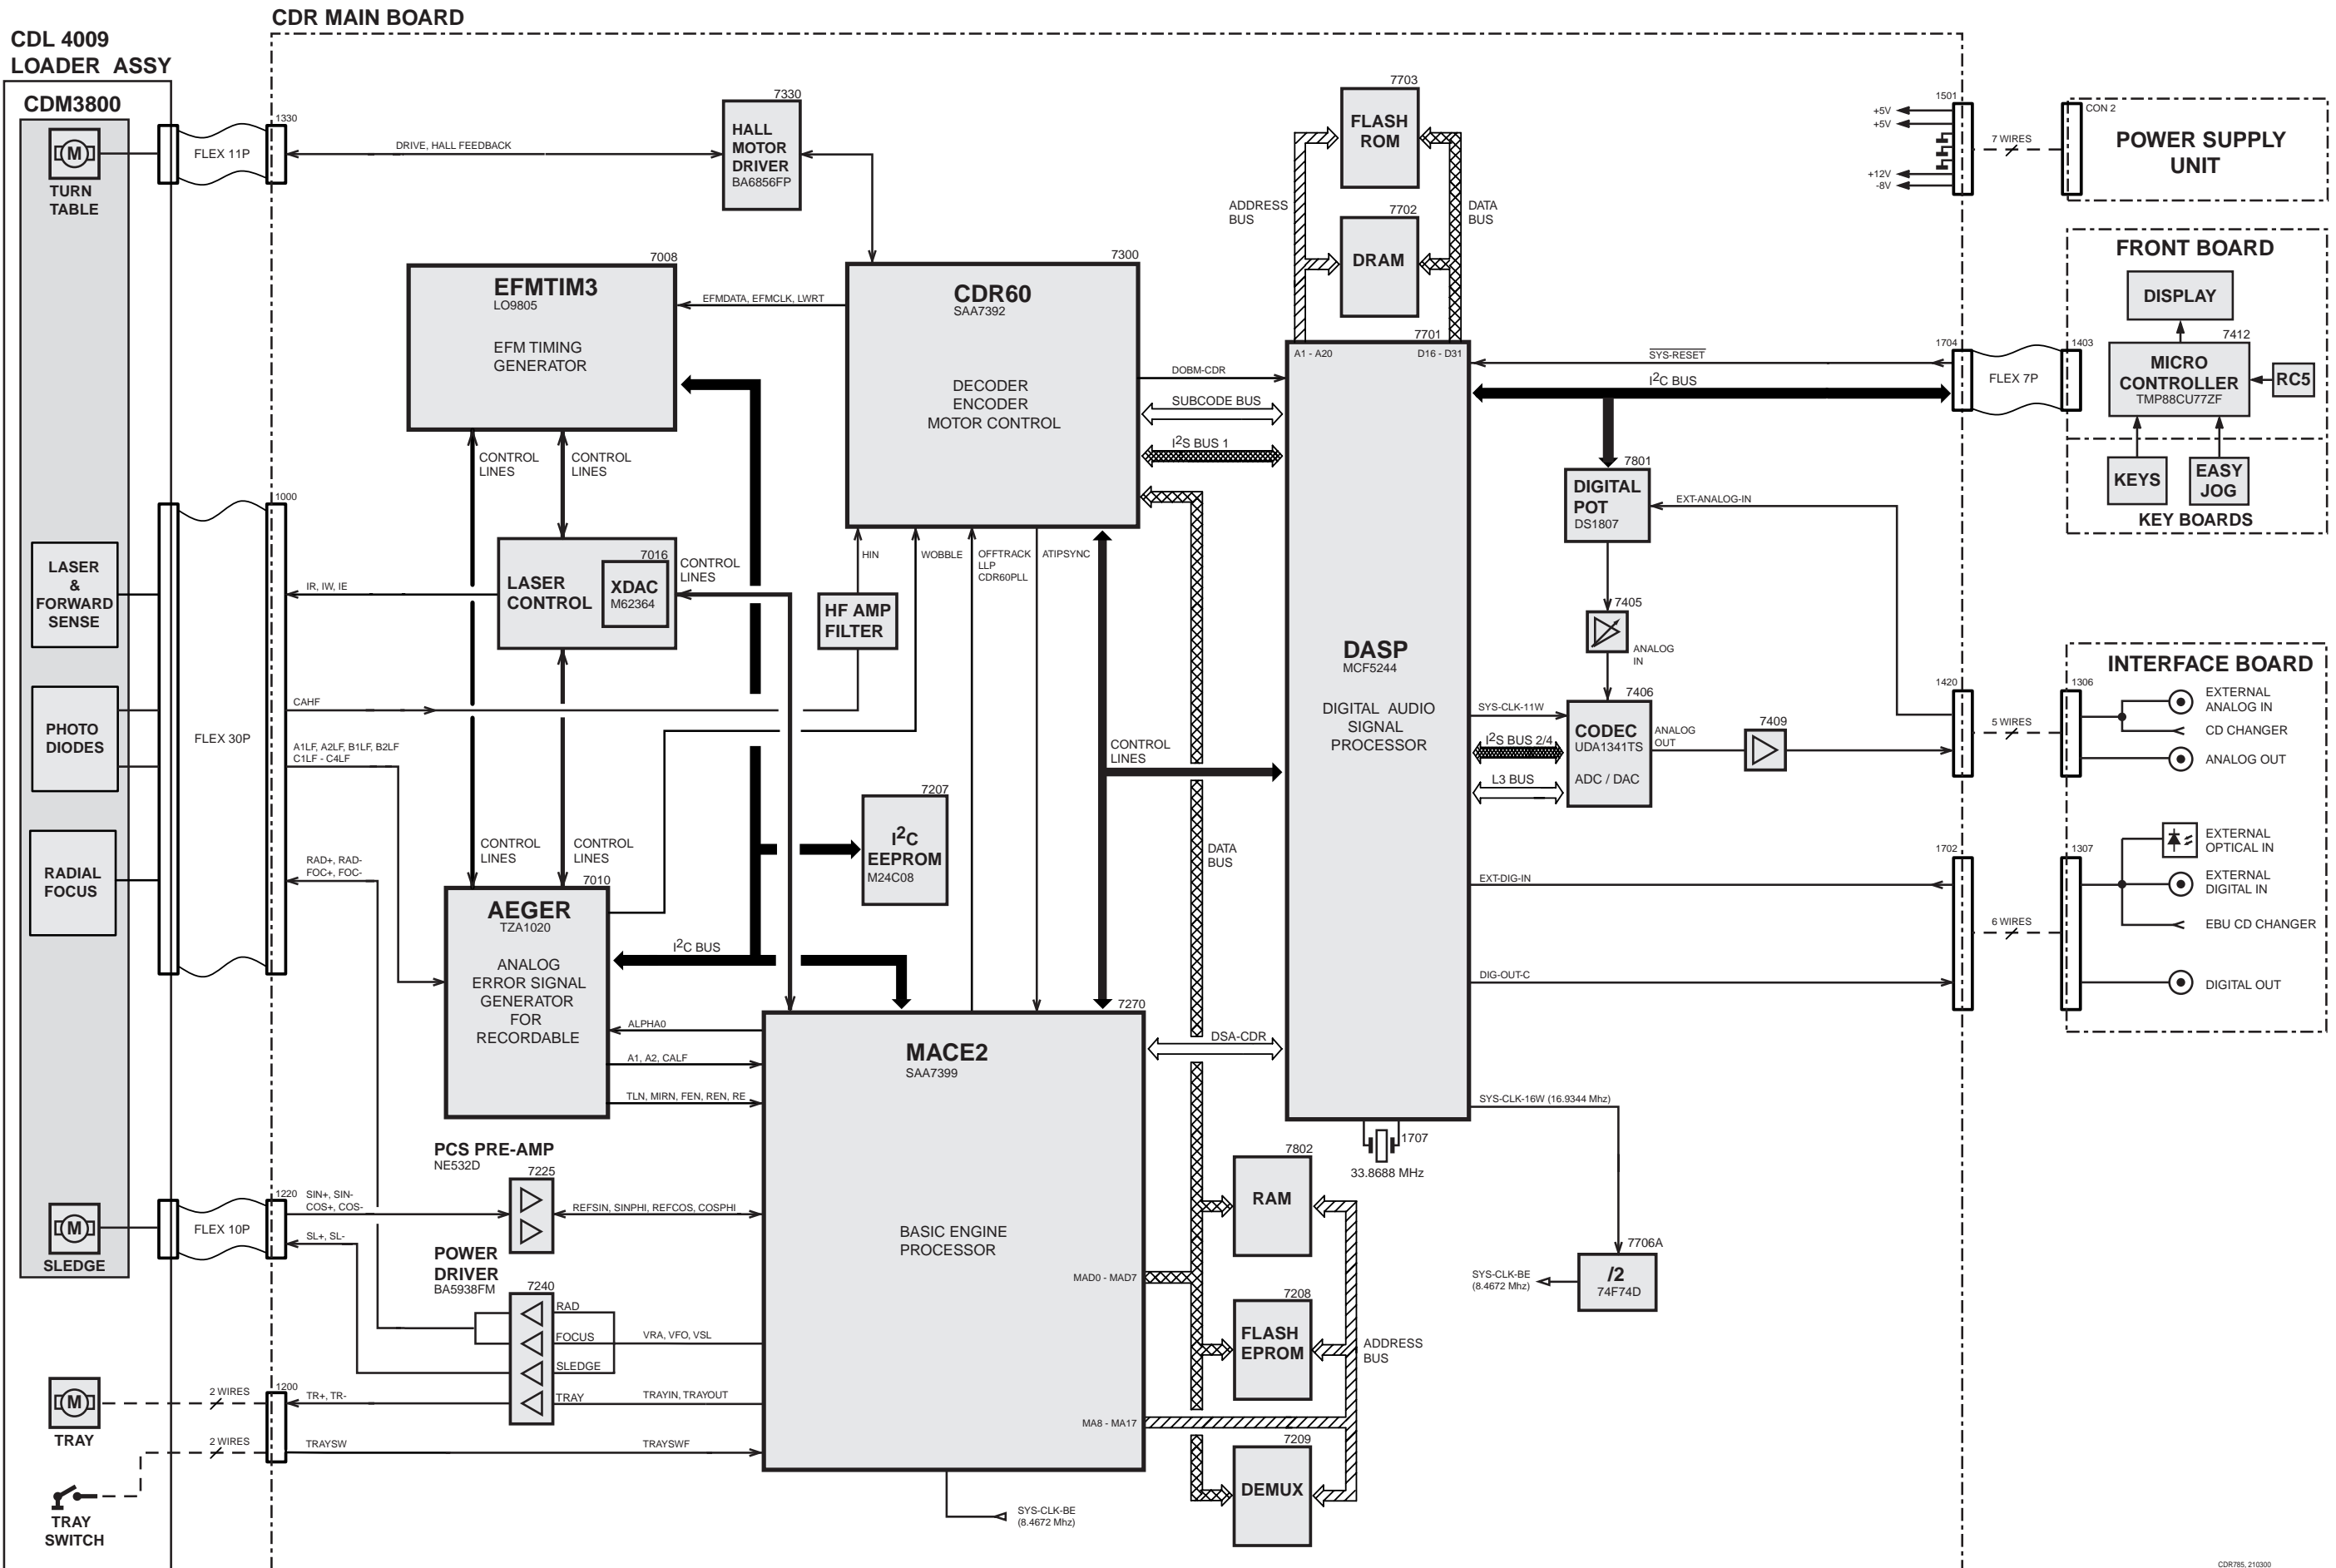 CDR MAIN BOARD
CDL 4009
LOADER ASSY
CDM3800
M
TURN
TABLE
FLEX 11P
1330
DRIVE, HALL FEEDBACK
7330
HALL
MOTOR
DRIVER
BA6856FP
7703
FLASH
ROM
7702
DRAM
ADDRESS
BUS
DATA
BUS
1501
+5V
+5V
+12V
-8V
7 WIRES
CON 2
POWER SUPPLY
UNIT
7008
EFMTIM3
LO9805
EFM TIMING
GENERATOR
EFMDATA, EFMCLK, LWRT
7300
CDR60
SAA7392
DECODER
ENCODER
MOTOR CONTROL
DOBM-CDR
SUBCODE BUS
I2S BUS 1
7701
A1 - A20
D16 - D31
DASP
MCF5244
DIGITAL AUDIO
SIGNAL
PROCESSOR
SYS-RESET
I2C BUS
1704
FLEX 7P
1403
FRONT BOARD
DISPLAY
7412
MICRO
CONTROLLER
TMP88CU77ZF
RC5
KEYS
EASY
JOG
KEY BOARDS
CONTROL
LINES
CONTROL
LINES
7801
DIGITAL
POT
DS1807
EXT-ANALOG-IN
1000
LASER
&
FORWARD
SENSE
IR, IW, IE
LASER
CONTROL
7016
XDAC
M62364
CONTROL
LINES
HIN
WOBBLE
OFFTRACK
LLP
CDR60PLL
ATIPSYNC
HF AMP
FILTER
7405
ANALOG
IN
PHOTO
DIODES
FLEX 30P
CAHF
A1LF, A2LF, B1LF, B2LF
C1LF - C4LF
CONTROL
LINES
SYS-CLK-11W
I2S BUS 2/4
L3 BUS
7406
CODEC
UDA1341TS
ADC / DAC
ANALOG
OUT
7409
1420
5 WIRES
1306
INTERFACE BOARD
EXTERNAL
ANALOG IN
CD CHANGER
ANALOG OUT
RADIAL
FOCUS
RAD+, RAD-
FOC+, FOC-
CONTROL
LINES
CONTROL
LINES
7207
I2C
EEPROM
M24C08
DATA
BUS
EXT-DIG-IN
1702
1307
6 WIRES
EXTERNAL
OPTICAL IN
EXTERNAL
DIGITAL IN
EBU CD CHANGER
DIGITAL OUT
DIG-OUT-C
7010
AEGER
TZA1020
ANALOG
ERROR SIGNAL
GENERATOR
FOR
RECORDABLE
I2C BUS
ALPHA0
A1, A2, CALF
TLN, MIRN, FEN, REN, RE
7270
MACE2
SAA7399
BASIC ENGINE
PROCESSOR
MAD0 - MAD7
MA8 - MA17
DSA-CDR
SYS-CLK-16W (16.9344 Mhz)
1707
33.8688 MHz
PCS PRE-AMP
NE532D
7225
1220
SIN+, SIN-
COS+, COS-
REFSIN, SINPHI, REFCOS, COSPHI
M
SLEDGE
FLEX 10P
SL+, SL-
POWER
DRIVER
BA5938FM
7240
RAD
FOCUS
SLEDGE
TRAY
VRA, VFO, VSL
TRAYIN, TRAYOUT
7802
RAM
7208
FLASH
EPROM
ADDRESS
BUS
7209
DEMUX
7706A
/2
74F74D
SYS-CLK-BE
(8.4672 Mhz)
M
TRAY
2 WIRES
1200
TR+, TR-
2 WIRES
TRAYSW
TRAYSWF
TRAY
SWITCH
SYS-CLK-BE
(8.4672 Mhz)
CDR785, 210300